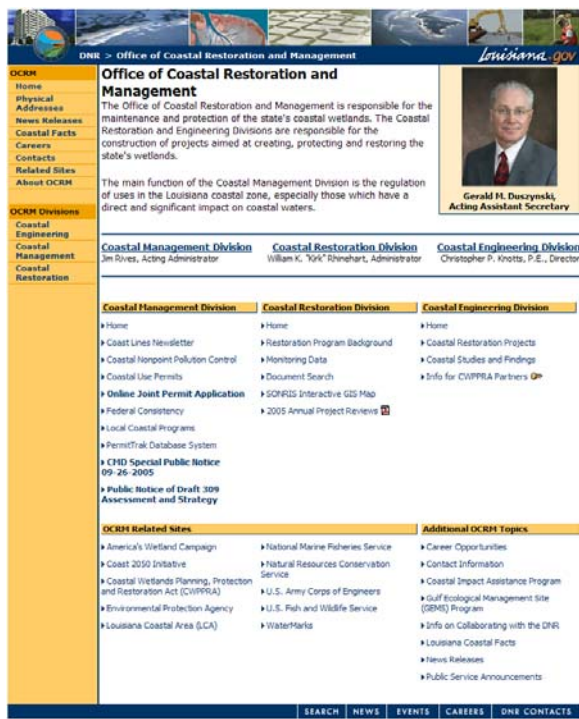 DNR > Office of Coastal Restoration and Management
Louisiana.gov
OCRM
Home
Physical
Addresses
News Releases
Coastal Facts
Careers
Contacts
Related Sites
About OCRM
OCRM Divisions
Coastal
Engineering
Coastal
Management
Coastal
Restoration
Office of Coastal Restoration and
Management
The Office of Coastal Restoration and Management is responsible for the
maintenance and protection of the state's coastal wetlands. The Coastal
Restoration and Engineering Divisions are responsible for the
construction of projects aimed at creating, protecting and restoring the
state's wetlands.
The main function of the Coastal Management Division is the regulation
of uses in the Louisiana coastal zone, especially those which have a
direct and significant impact on coastal waters.
Gerald M. Duszynski,
Acting Assistant Secretary
Coastal Management Division
Jim Rives, Acting Administrator
Coastal Restoration Division
William K. "Kirk" Rhinehart, Administrator
Coastal Engineering Division
Christopher P. Knotts, P.E., Director
Coastal Management Division
Home
Coast Lines Newsletter
Coastal Nonpoint Pollution Control
Coastal Use Permits
Online Joint Permit Application
Federal Consistency
Local Coastal Programs
PermitTrak Database System
CMD Special Public Notice
09-26-2005
Public Notice of Draft 309
Assessment and Strategy
Coastal Restoration Division
Home
Restoration Program Background
Monitoring Data
Document Search
SONRIS Interactive GIS Map
2005 Annual Project Reviews
Coastal Engineering Division
Home
Coastal Restoration Projects
Coastal Studies and Findings
Info for CWPPRA Partners
OCRM Related Sites
America's Wetland Campaign
Coast 2050 Initiative
Coastal Wetlands Planning, Protection
and Restoration Act (CWPPRA)
Environmental Protection Agency
Louisiana Coastal Area (LCA)
National Marine Fisheries Service
Natural Resources Conservation
Service
U.S. Army Corps of Engineers
U.S. Fish and Wildlife Service
WaterMarks
Additional OCRM Topics
Career Opportunities
Contact Information
Coastal Impact Assistance Program
Gulf Ecological Management Site
(GEMS) Program
Info on Collaborating with the DNR
Louisiana Coastal Facts
News Releases
Public Service Announcements
SEARCH
NEWS
EVENTS
CAREERS
DNR CONTACTS